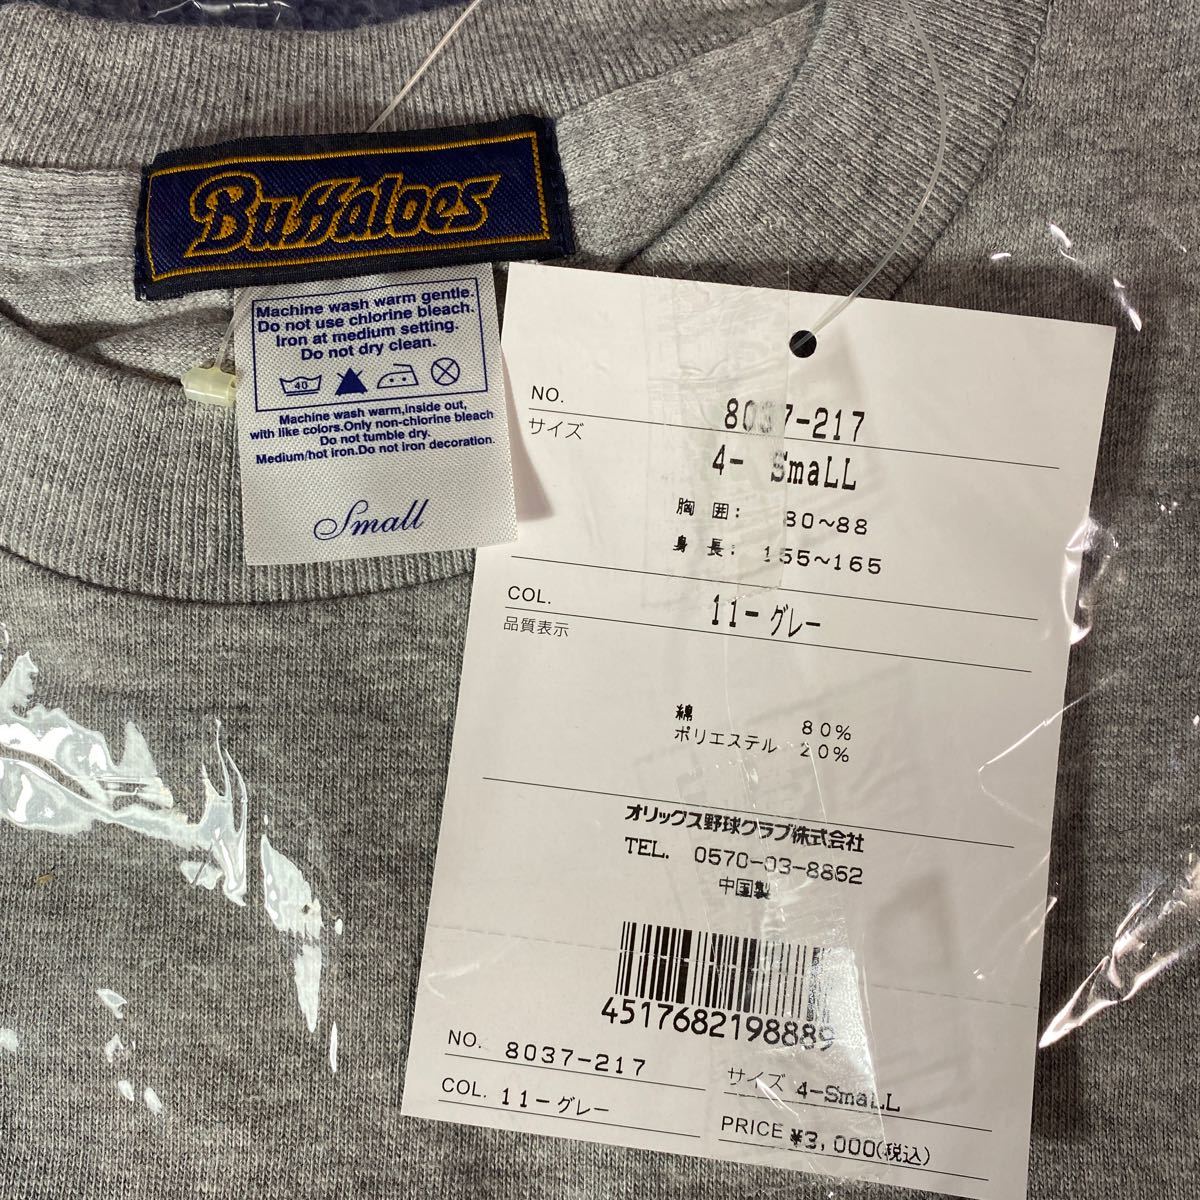 Buffaloes
Machine wash warm gentle.
Do not use chlorine bleach.
Iron at medium setting.
Do not dry clean.
40
Machine wash warm,inside out,
with like colors.Only non-chlorine bleach
Do not tumble dry.
Medium/hot iron.Do not iron decoration.
Small
NO. 8037-217
サイズ 4- SmaLL
胸囲: 80~88
身長: 155~165
COL. 11-グレー
品質表示
綿 80%
ポリエステル 20%
オリックス野球クラブ株式会社
TEL. 0570-03-8862
中国製
4517682198889
NO. 8037-217
サイズ 4-SmaLL
COL. 11-グレー
PRICE ¥3,000(税込)